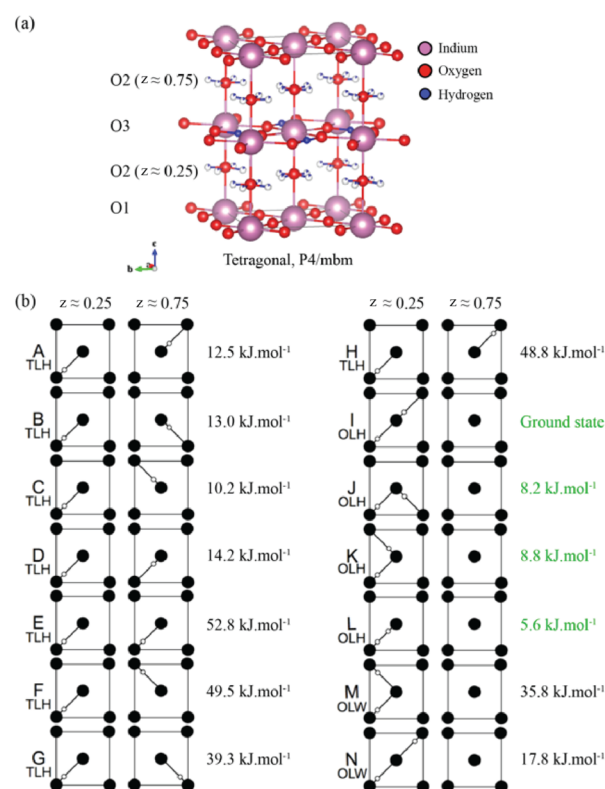 (a)
Indium
Oxygen
Hydrogen
O2 (z ≈ 0.75)
O3
O2 (z ≈ 0.25)
O1
c
b
a
Tetragonal, P4/mbm
(b)
z ≈ 0.25 z ≈ 0.75
A
TLH
12.5 kJ.mol⁻¹
B
TLH
13.0 kJ.mol⁻¹
C
TLH
10.2 kJ.mol⁻¹
D
TLH
14.2 kJ.mol⁻¹
E
TLH
52.8 kJ.mol⁻¹
F
TLH
49.5 kJ.mol⁻¹
G
TLH
39.3 kJ.mol⁻¹
z ≈ 0.25 z ≈ 0.75
H
TLH
48.8 kJ.mol⁻¹
I
OLH
Ground state
J
OLH
8.2 kJ.mol⁻¹
K
OLH
8.8 kJ.mol⁻¹
L
OLH
5.6 kJ.mol⁻¹
M
OLW
35.8 kJ.mol⁻¹
N
OLW
17.8 kJ.mol⁻¹